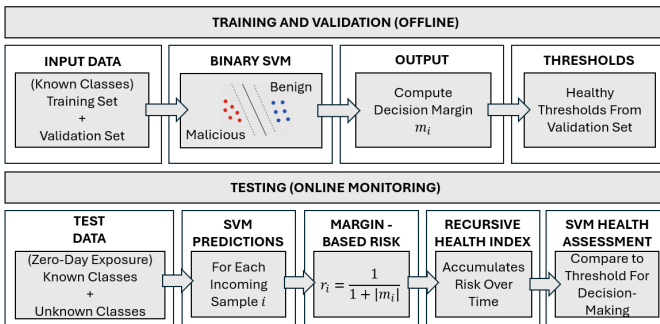 TRAINING AND VALIDATION (OFFLINE)
INPUT DATA
(Known Classes)
Training Set
+
Validation Set
BINARY SVM
Benign
Malicious
OUTPUT
Compute
Decision Margin
m_i
THRESHOLDS
Healthy
Thresholds From
Validation Set
TESTING (ONLINE MONITORING)
TEST
DATA
(Zero-Day Exposure)
Known Classes
+
Unknown Classes
SVM
PREDICTIONS
For Each
Incoming
Sample i
MARGIN -
BASED RISK
r_i = 1 / (1 + |m_i|)
RECURSIVE
HEALTH INDEX
Accumulates
Risk Over
Time
SVM HEALTH
ASSESSMENT
Compare to
Threshold For
Decision-
Making